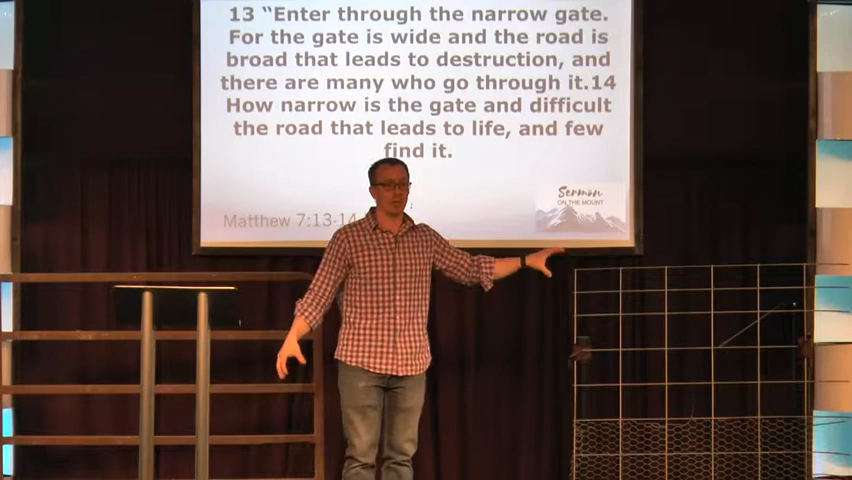 13 “Enter through the narrow gate.
For the gate is wide and the road is
broad that leads to destruction, and
there are many who go through it.14
How narrow is the gate and difficult
the road that leads to life, and few
find it.
Sermon
ON THE MOUNT
Matthew 7:13-14